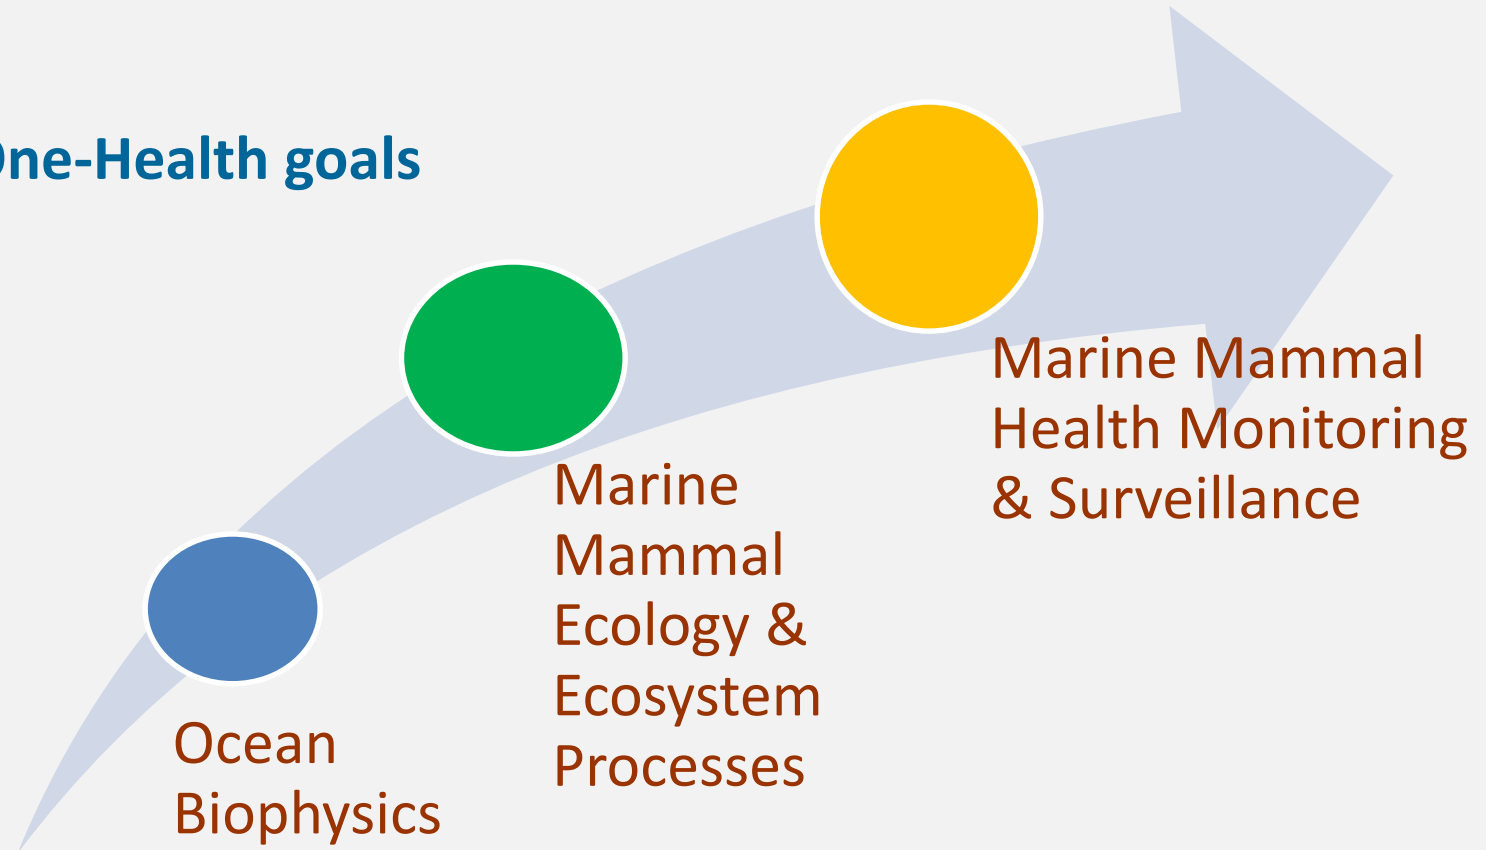 One-Health goals
Marine Mammal
Health Monitoring
& Surveillance
Marine
Mammal
Ecology &
Ecosystem
Processes
Ocean
Biophysics